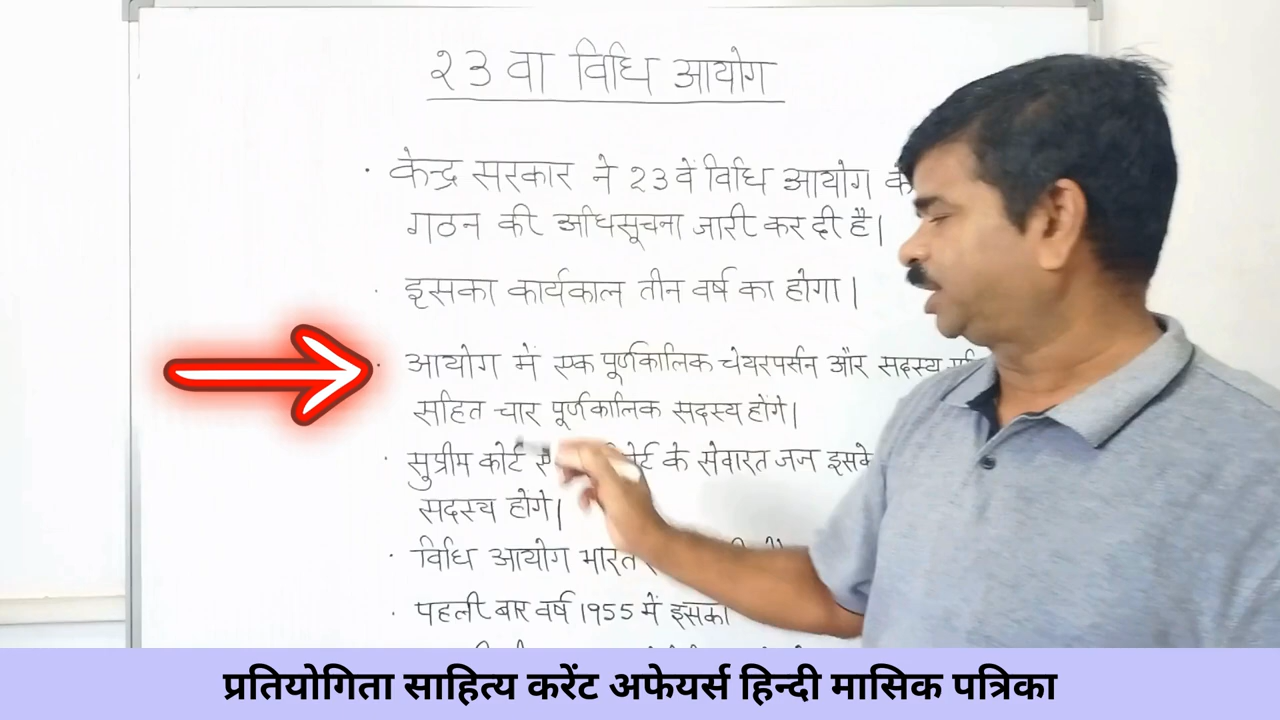 २३ वा विधि आयोग
· केन्द्र सरकार ने २३ वें विधि आयोग के
गठन की अधिसूचना जारी कर दी है।
· इसका कार्यकाल तीन वर्ष का होगा।
· आयोग में एक पूर्णकालिक चेयरपर्सन और सदस्य
सहित चार पूर्णकालिक सदस्य होंगे।
· सुप्रीम कोर्ट के सेवारत जज इसके
सदस्य होंगे।
· विधि आयोग भारत
· पहली बार वर्ष 1955 में इसका
प्रतियोगिता साहित्य करेंट अफेयर्स हिन्दी मासिक पत्रिका